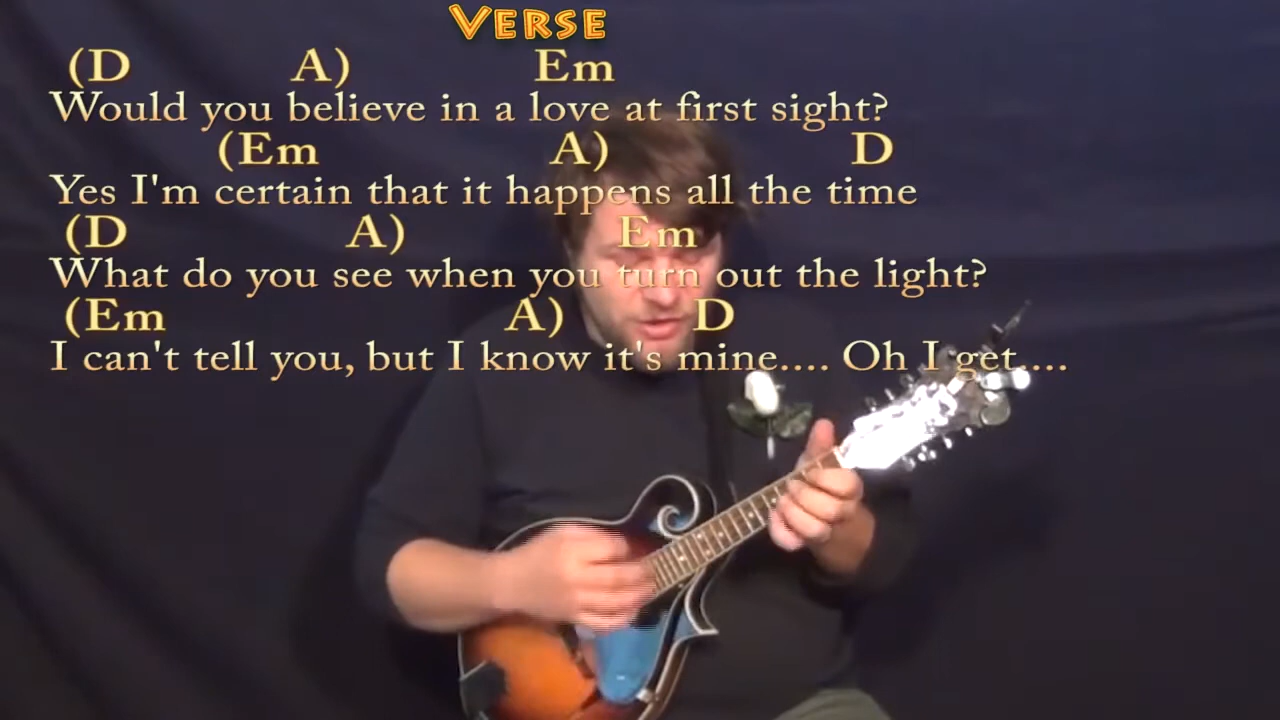 VERSE
(D A) Em
Would you believe in a love at first sight?
(Em A) D
Yes I'm certain that it happens all the time
(D A) Em
What do you see when you turn out the light?
(Em A) D
I can't tell you, but I know it's mine.... Oh I get....